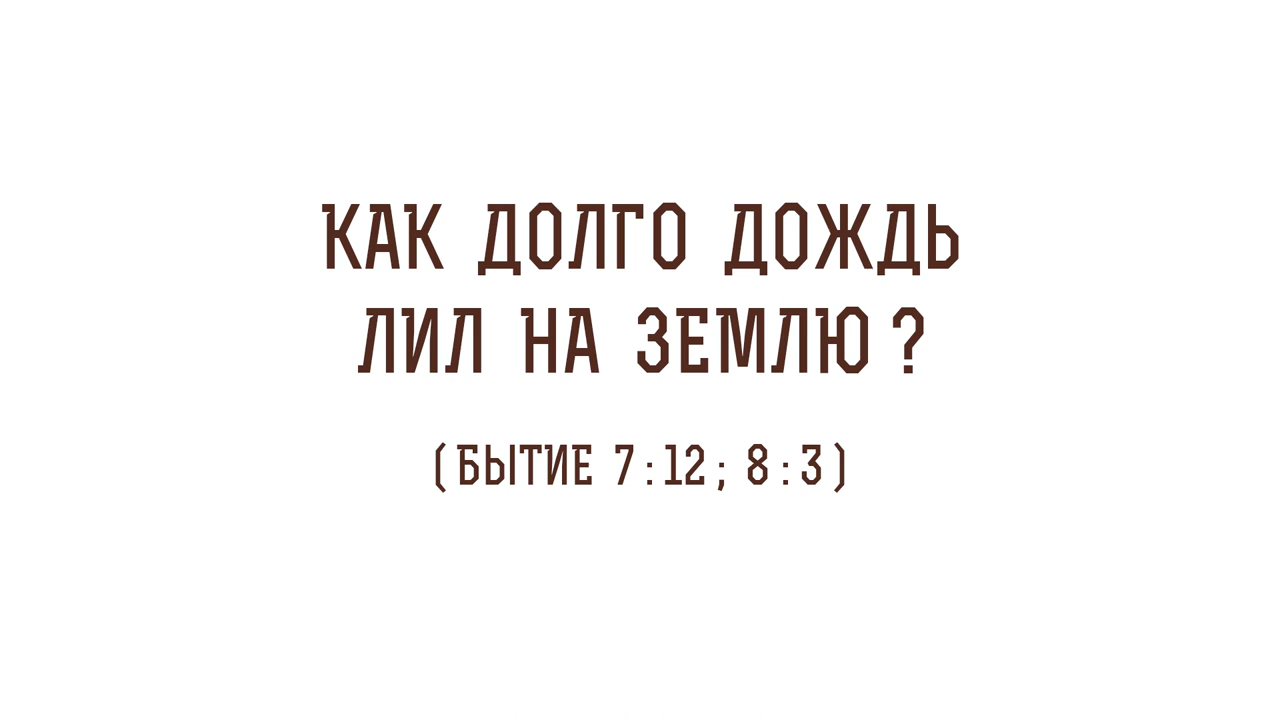 КАК ДОЛГО ДОЖДЬ
ЛИЛ НА ЗЕМЛЮ?
(БЫТИЕ 7:12; 8:3)